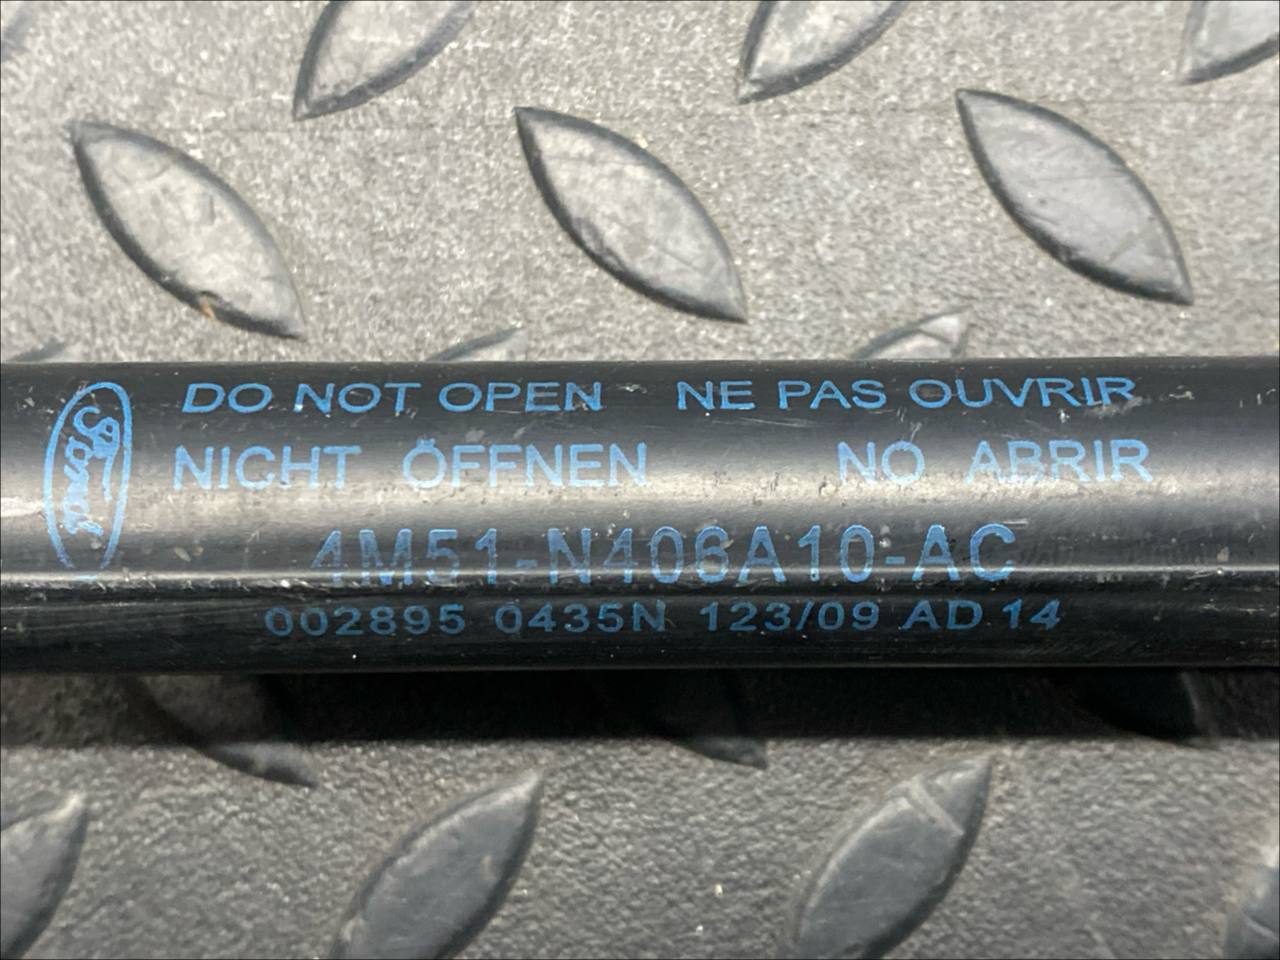 Ford
DO NOT OPEN NE PAS OUVRIR
NICHT ÖFFNEN NO ABRIR
4M51-N406A10-AC
002895 0435N 123/09 AD 14